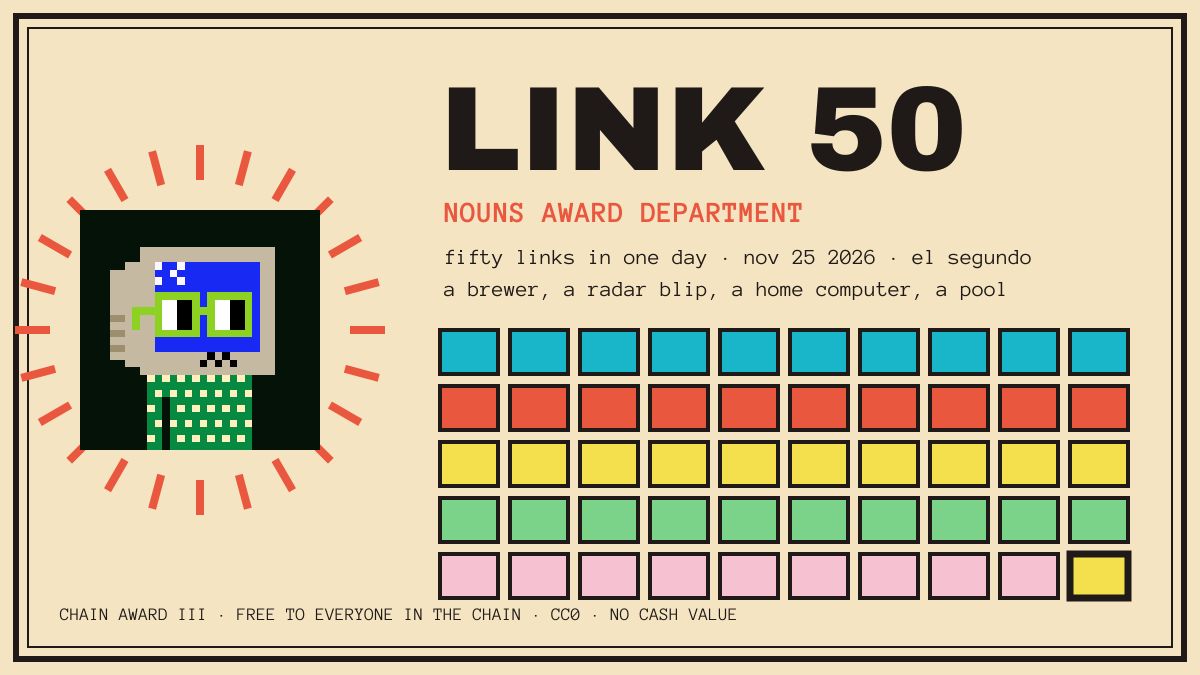 LINK 50
NOUNS AWARD DEPARTMENT
fifty links in one day · nov 25 2026 · el segundo
a brewer, a radar blip, a home computer, a pool
CHAIN AWARD III · FREE TO EVERYONE IN THE CHAIN · CC0 · NO CASH VALUE